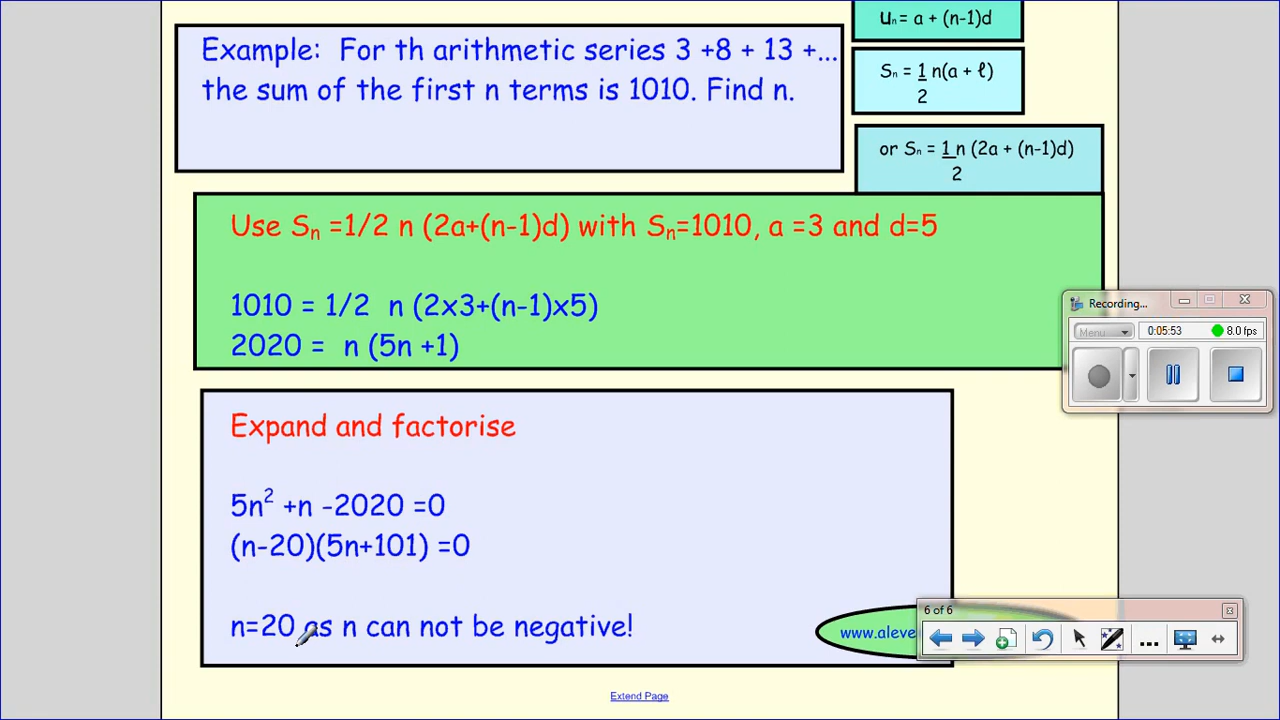 uₙ = a + (n-1)d
Example: For th arithmetic series 3 +8 + 13 +...
the sum of the first n terms is 1010. Find n.
Sₙ = 1 n(a + ℓ)
2
or Sₙ = 1 n (2a + (n-1)d)
2
Use Sₙ =1/2 n (2a+(n-1)d) with Sₙ=1010, a =3 and d=5
1010 = 1/2 n (2x3+(n-1)x5)
2020 = n (5n +1)
Recording...
Menu
0:05:53
8.0 fps
Expand and factorise
5n² +n -2020 =0
(n-20)(5n+101) =0
n=20 as n can not be negative!
www.aleve
6 of 6
Extend Page